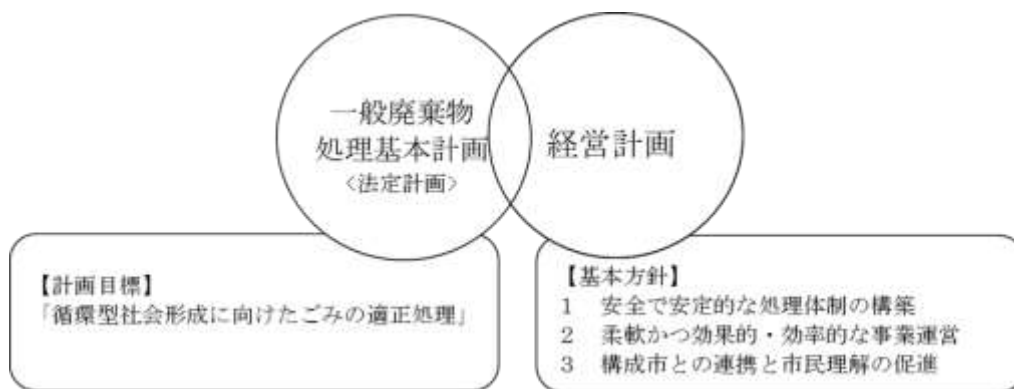 一般廃棄物
処理基本計画
<法定計画>
経営計画
【計画目標】
「循環型社会形成に向けたごみの適正処理」
【基本方針】
1 安全で安定的な処理体制の構築
2 柔軟かつ効果的・効率的な事業運営
3 構成市との連携と市民理解の促進